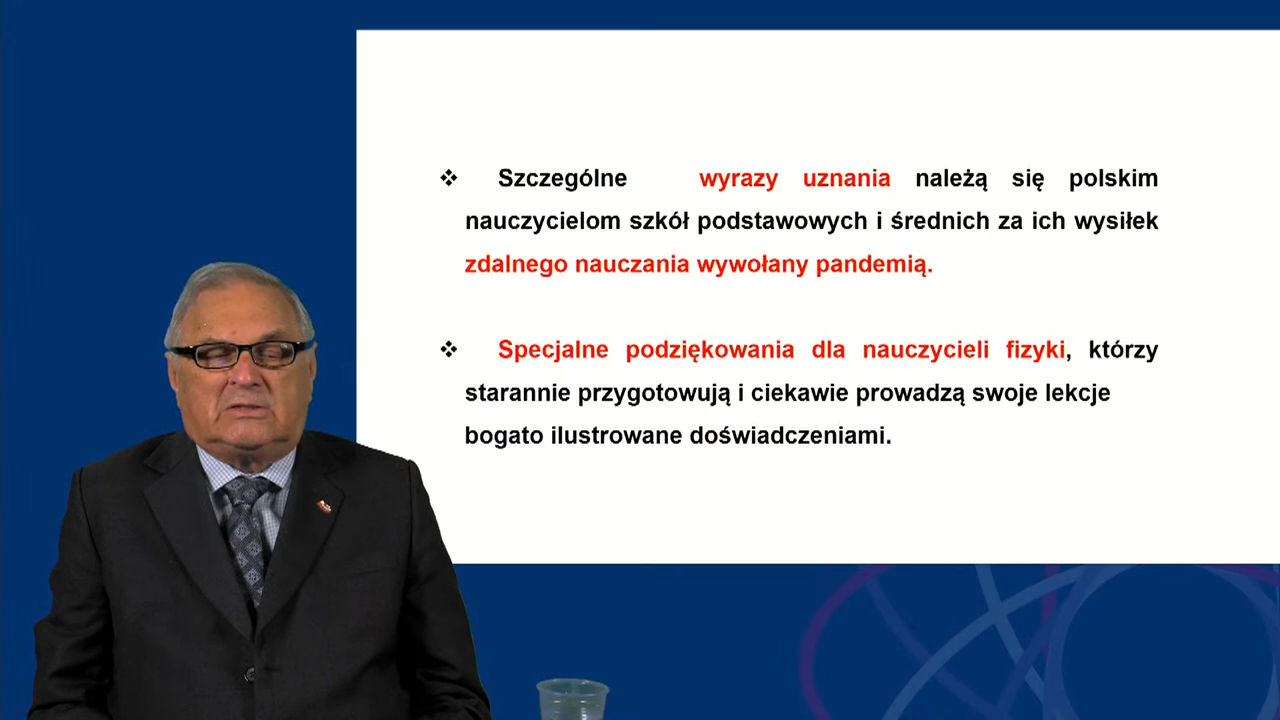 ❖ Szczególne wyrazy uznania należą się polskim
nauczycielom szkół podstawowych i średnich za ich wysiłek
zdalnego nauczania wywołany pandemią.
❖ Specjalne podziękowania dla nauczycieli fizyki, którzy
starannie przygotowują i ciekawie prowadzą swoje lekcje
bogato ilustrowane doświadczeniami.